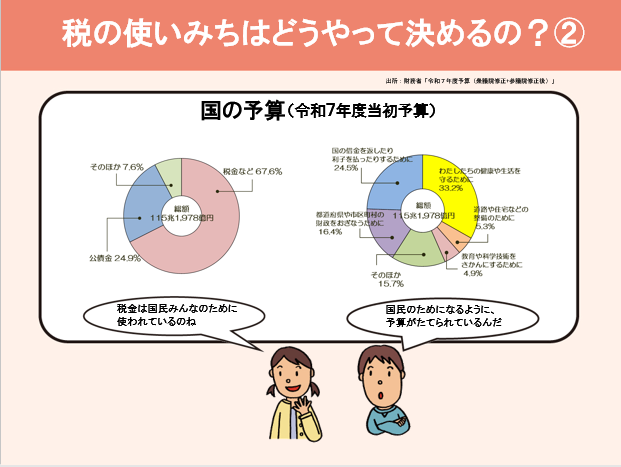 税の使いみちはどうやって決めるの？②
出所：財務省「令和７年度予算（衆議院修正+参議院修正後）」
国の予算（令和7年度当初予算）
そのほか 7.6%
税金など 67.6%
総額
115兆1,978億円
公債金 24.9%
国の借金を返したり
利子を払ったりするために
24.5%
わたしたちの健康や生活を
守るために
33.2%
総額
115兆1,978億円
都道府県や市区町村の
財政をおぎなうために
16.4%
道路や住宅などの
整備のために
5.3%
教育や科学技術を
さかんにするために
4.9%
そのほか
15.7%
税金は国民みんなのために
使われているのね
国民のためになるように、
予算がたてられているんだ